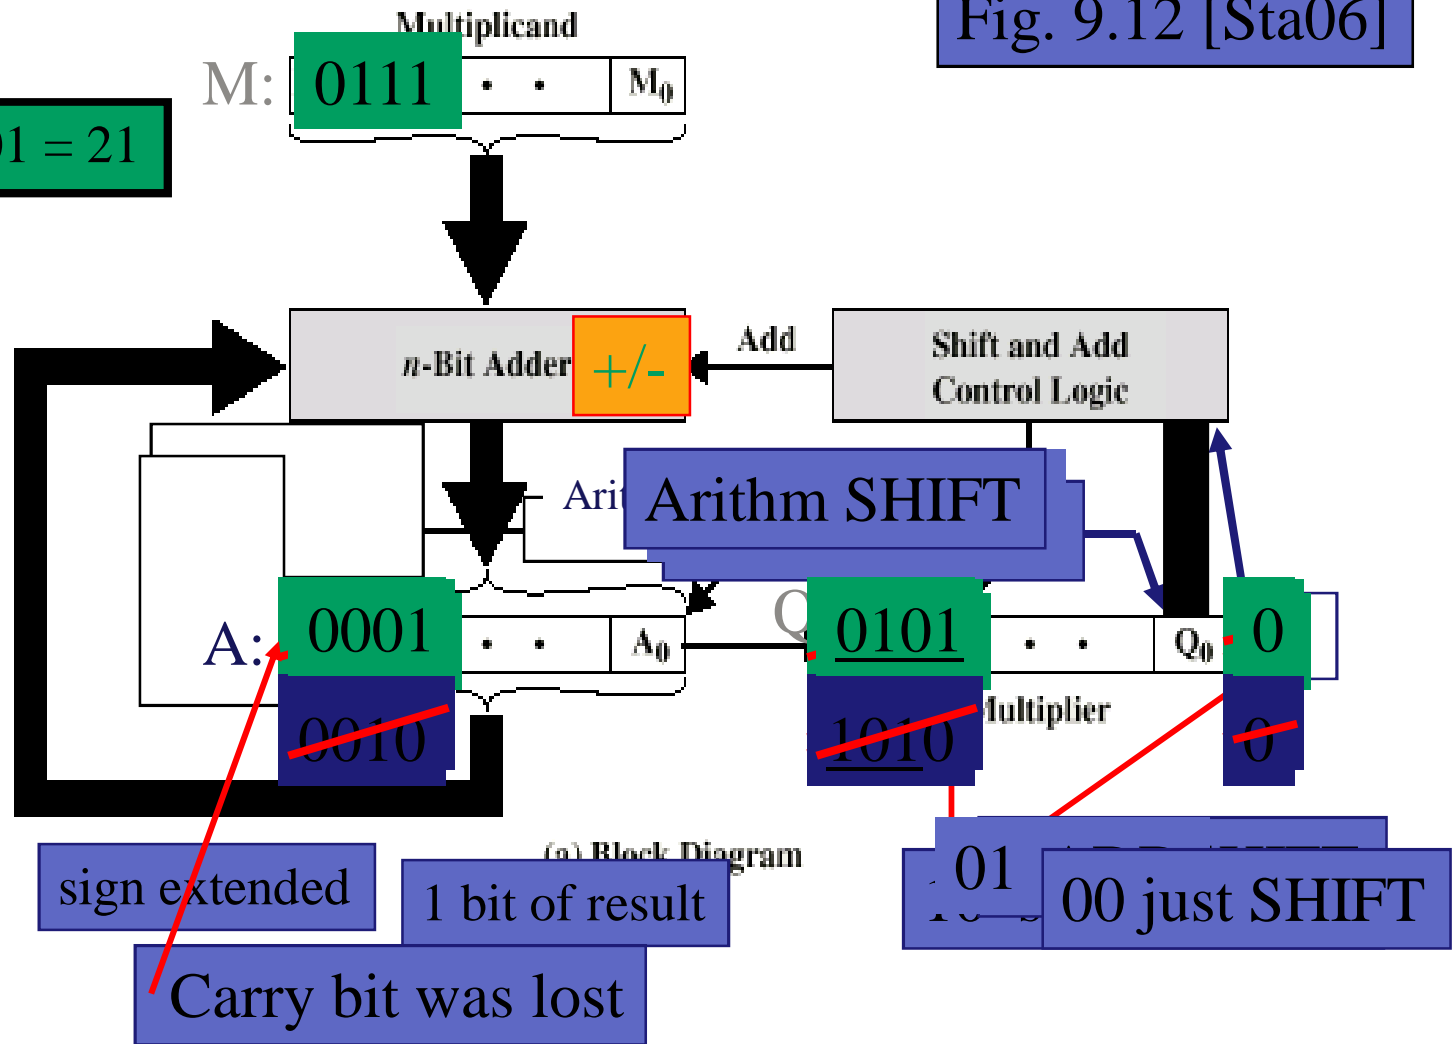 Fig. 9.12 [Sta06]
Multiplicand
M: 0111 • • M0
01 = 21
n-Bit Adder +/-
Add
Shift and Add
Control Logic
Arithm SHIFT
A: 0001 • • A0
Q 0101 • • Q0 0
0010 1010 0
Multiplier
(a) Block Diagram
sign extended
1 bit of result
01
00 just SHIFT
Carry bit was lost